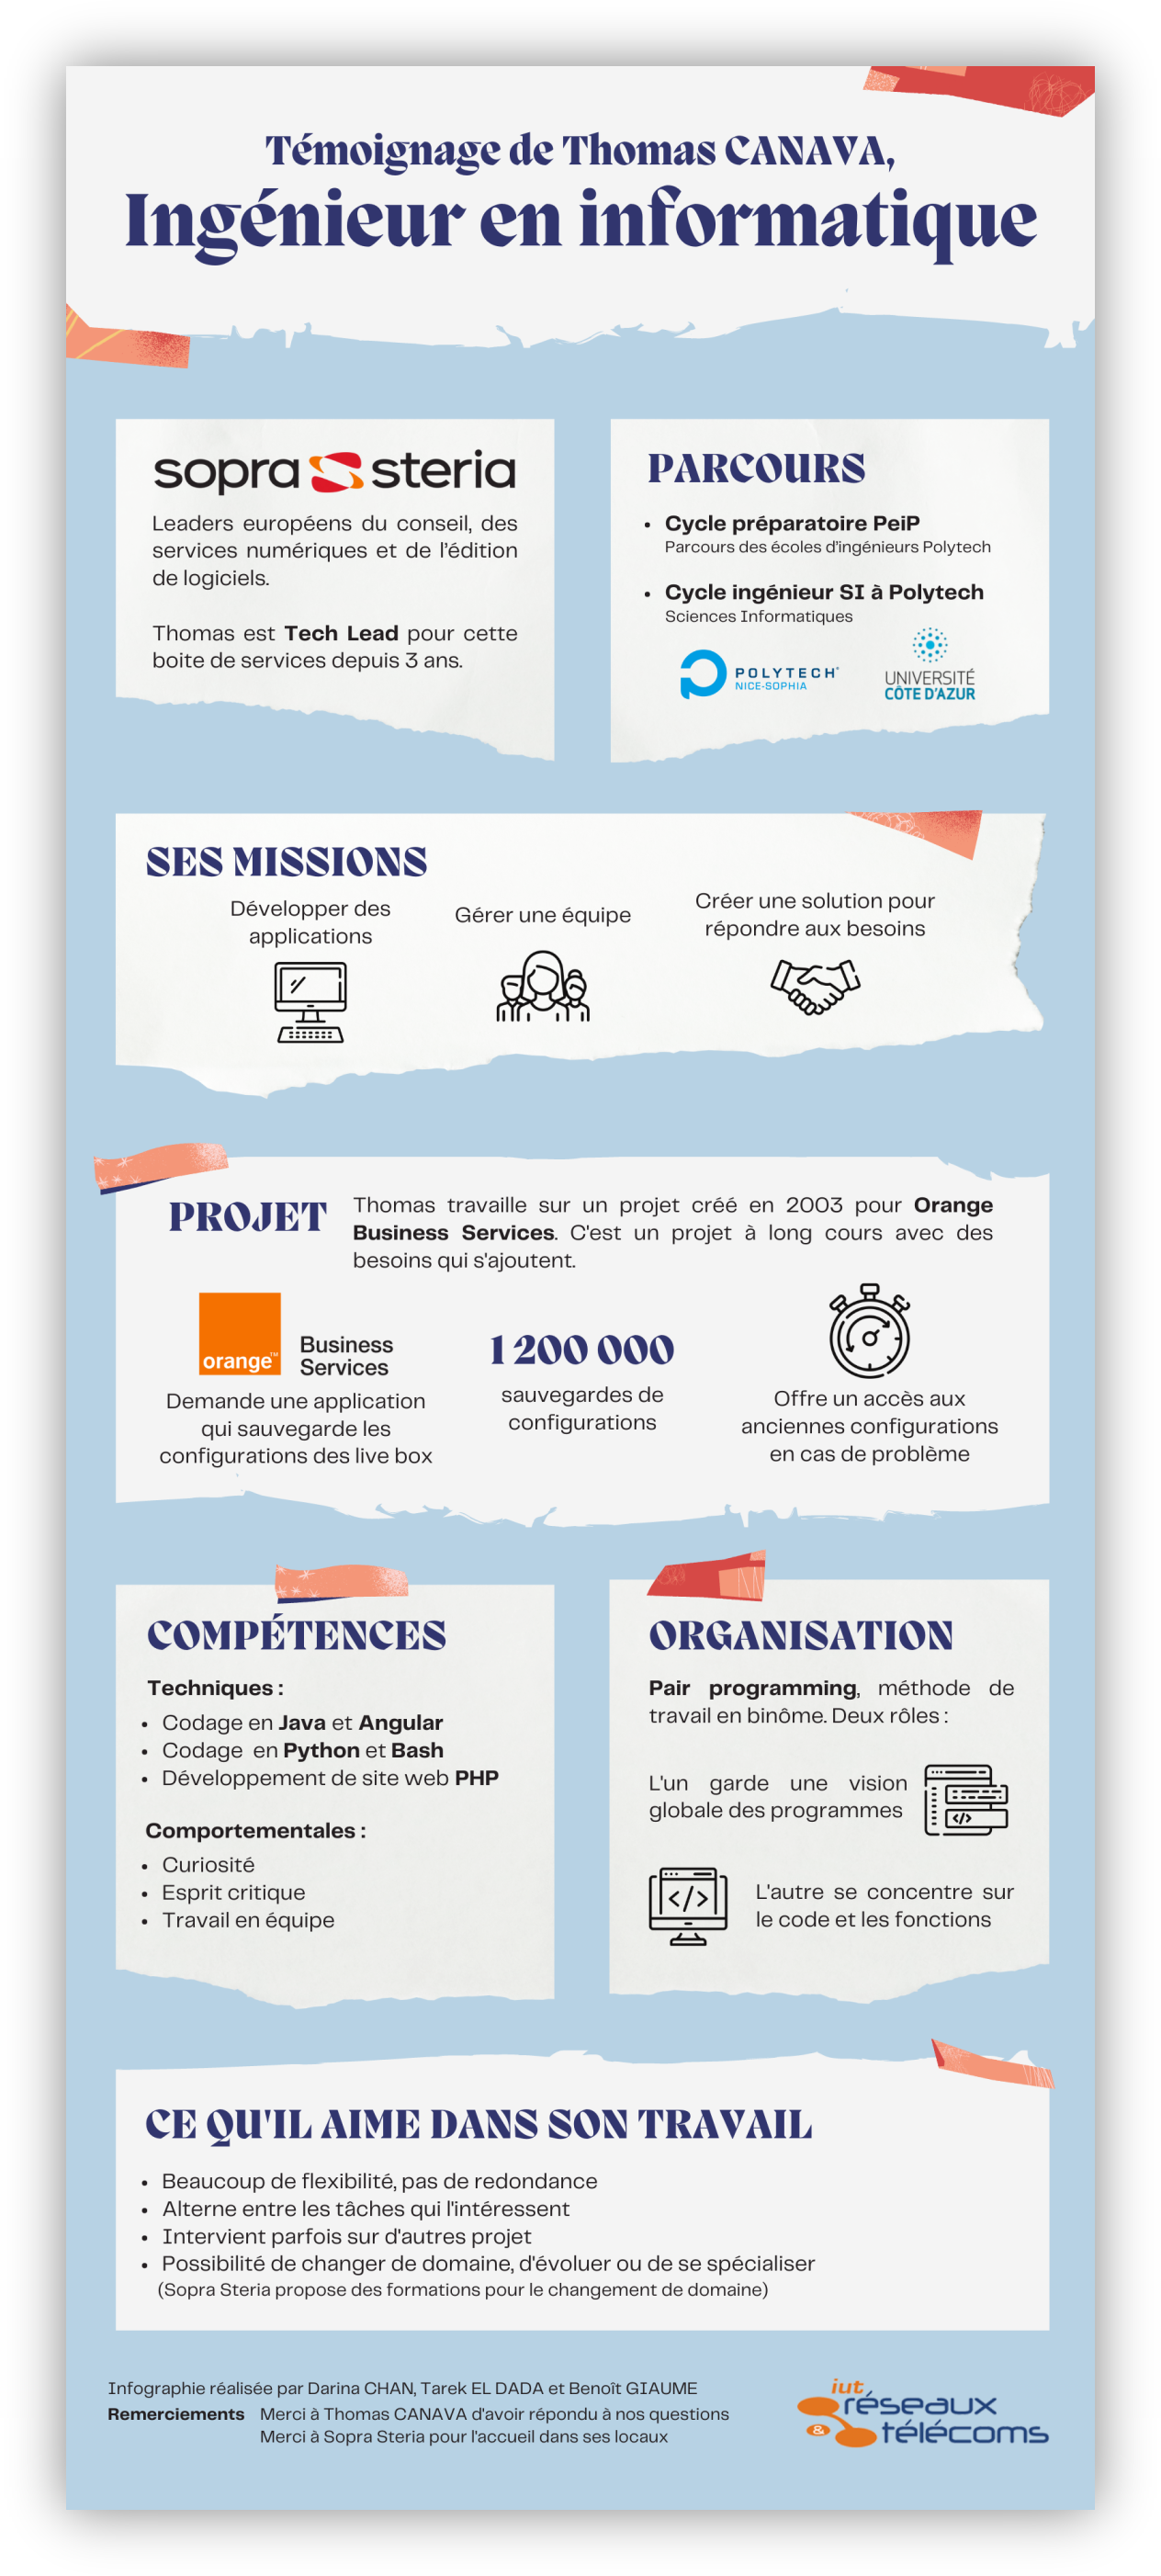 Témoignage de Thomas CANAVA,
Ingénieur en informatique
sopra steria
Leaders européens du conseil, des
services numériques et de l'édition
de logiciels.
Thomas est Tech Lead pour cette
boite de services depuis 3 ans.
PARCOURS
• Cycle préparatoire PeiP
Parcours des écoles d'ingénieurs Polytech
• Cycle ingénieur SI à Polytech
Sciences Informatiques
POLYTECH®
NICE-SOPHIA
UNIVERSITÉ
CÔTE D'AZUR
SES MISSIONS
Développer des
applications
Gérer une équipe
Créer une solution pour
répondre aux besoins
PROJET
Thomas travaille sur un projet créé en 2003 pour Orange
Business Services. C'est un projet à long cours avec des
besoins qui s'ajoutent.
orange™
Business
Services
Demande une application
qui sauvegarde les
configurations des live box
1 200 000
sauvegardes de
configurations
Offre un accès aux
anciennes configurations
en cas de problème
COMPÉTENCES
Techniques :
• Codage en Java et Angular
• Codage en Python et Bash
• Développement de site web PHP
Comportementales :
• Curiosité
• Esprit critique
• Travail en équipe
ORGANISATION
Pair programming, méthode de
travail en binôme. Deux rôles :
L'un garde une vision
globale des programmes
</>
</>
L'autre se concentre sur
le code et les fonctions
CE QU'IL AIME DANS SON TRAVAIL
• Beaucoup de flexibilité, pas de redondance
• Alterne entre les tâches qui l'intéressent
• Intervient parfois sur d'autres projet
• Possibilité de changer de domaine, d'évoluer ou de se spécialiser
(Sopra Steria propose des formations pour le changement de domaine)
Infographie réalisée par Darina CHAN, Tarek EL DADA et Benoît GIAUME
Remerciements Merci à Thomas CANAVA d'avoir répondu à nos questions
Merci à Sopra Steria pour l'accueil dans ses locaux
iut
réseaux
& télécoms